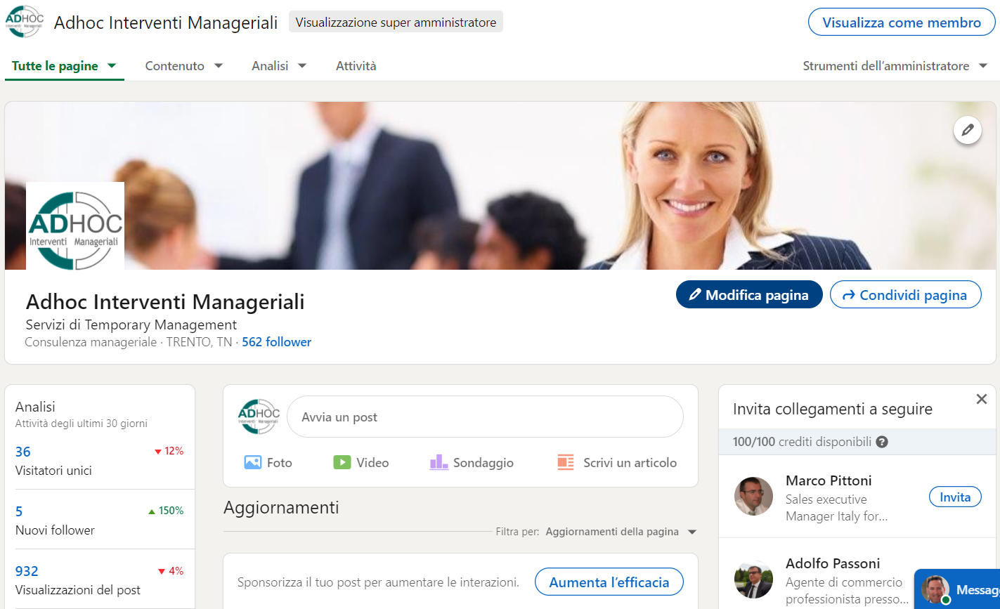 ADHOC
Interventi Manageriali
Adhoc Interventi Manageriali
Visualizzazione super amministratore
Visualizza come membro
Tutte le pagine
Contenuto
Analisi
Attività
Strumenti dell'amministratore
ADHOC
Interventi Manageriali
Adhoc Interventi Manageriali
Servizi di Temporary Management
Consulenza manageriale · TRENTO, TN · 562 follower
Modifica pagina
Condividi pagina
Analisi
Attività degli ultimi 30 giorni
36
12%
Visitatori unici
5
150%
Nuovi follower
932
4%
Visualizzazioni del post
ADHOC
Interventi Manageriali
Avvia un post
Foto
Video
Sondaggio
Scrivi un articolo
Aggiornamenti
Filtra per: Aggiornamenti della pagina
Sponsorizza il tuo post per aumentare le interazioni.
Aumenta l'efficacia
Invita collegamenti a seguire
100/100 crediti disponibili
Marco Pittoni
Sales executive
Manager Italy for...
Invita
Adolfo Passoni
Agente di commercio
professionista presso...
Messag